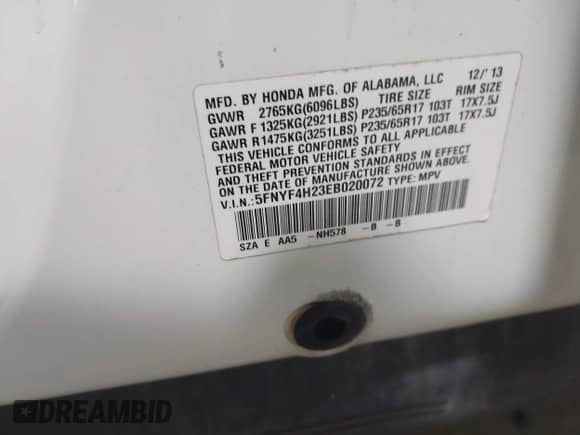 MFD. BY HONDA MFG. OF ALABAMA, LLC 12/'13
GVWR 2765KG(6096LBS) TIRE SIZE RIM SIZE
GAWR F 1325KG(2921LBS) P235/65R17 103T 17X7.5J
GAWR R1475KG(3251LBS) P235/65R17 103T 17X7.5J
THIS VEHICLE CONFORMS TO ALL APPLICABLE
FEDERAL MOTOR VEHICLE SAFETY
AND THEFT PREVENTION STANDARDS IN EFFECT
ON THE DATE OF MANUFACTURE SHOWN ABOVE.
V.I.N.:5FNYF4H23EB020072 TYPE: MPV
SZA E AA5 -NH578 -B -B
DREAMBID